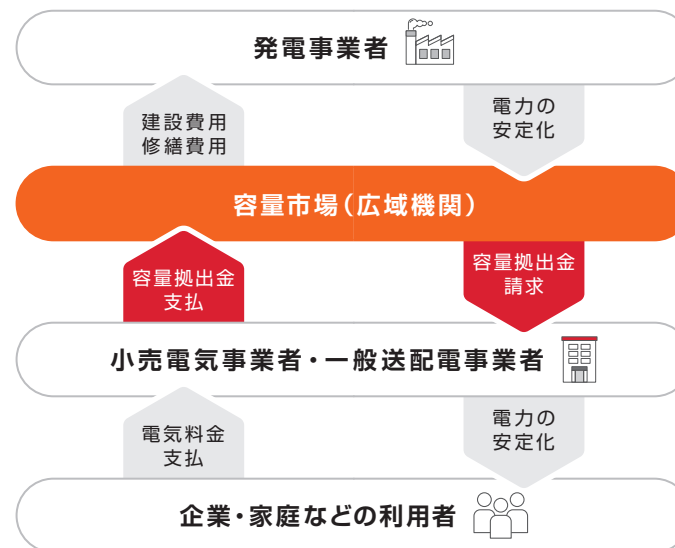 発電事業者
建設費用
修繕費用
電力の
安定化
容量市場(広域機関)
容量拠出金
支払
容量拠出金
請求
小売電気事業者・一般送配電事業者
電気料金
支払
電力の
安定化
企業・家庭などの利用者